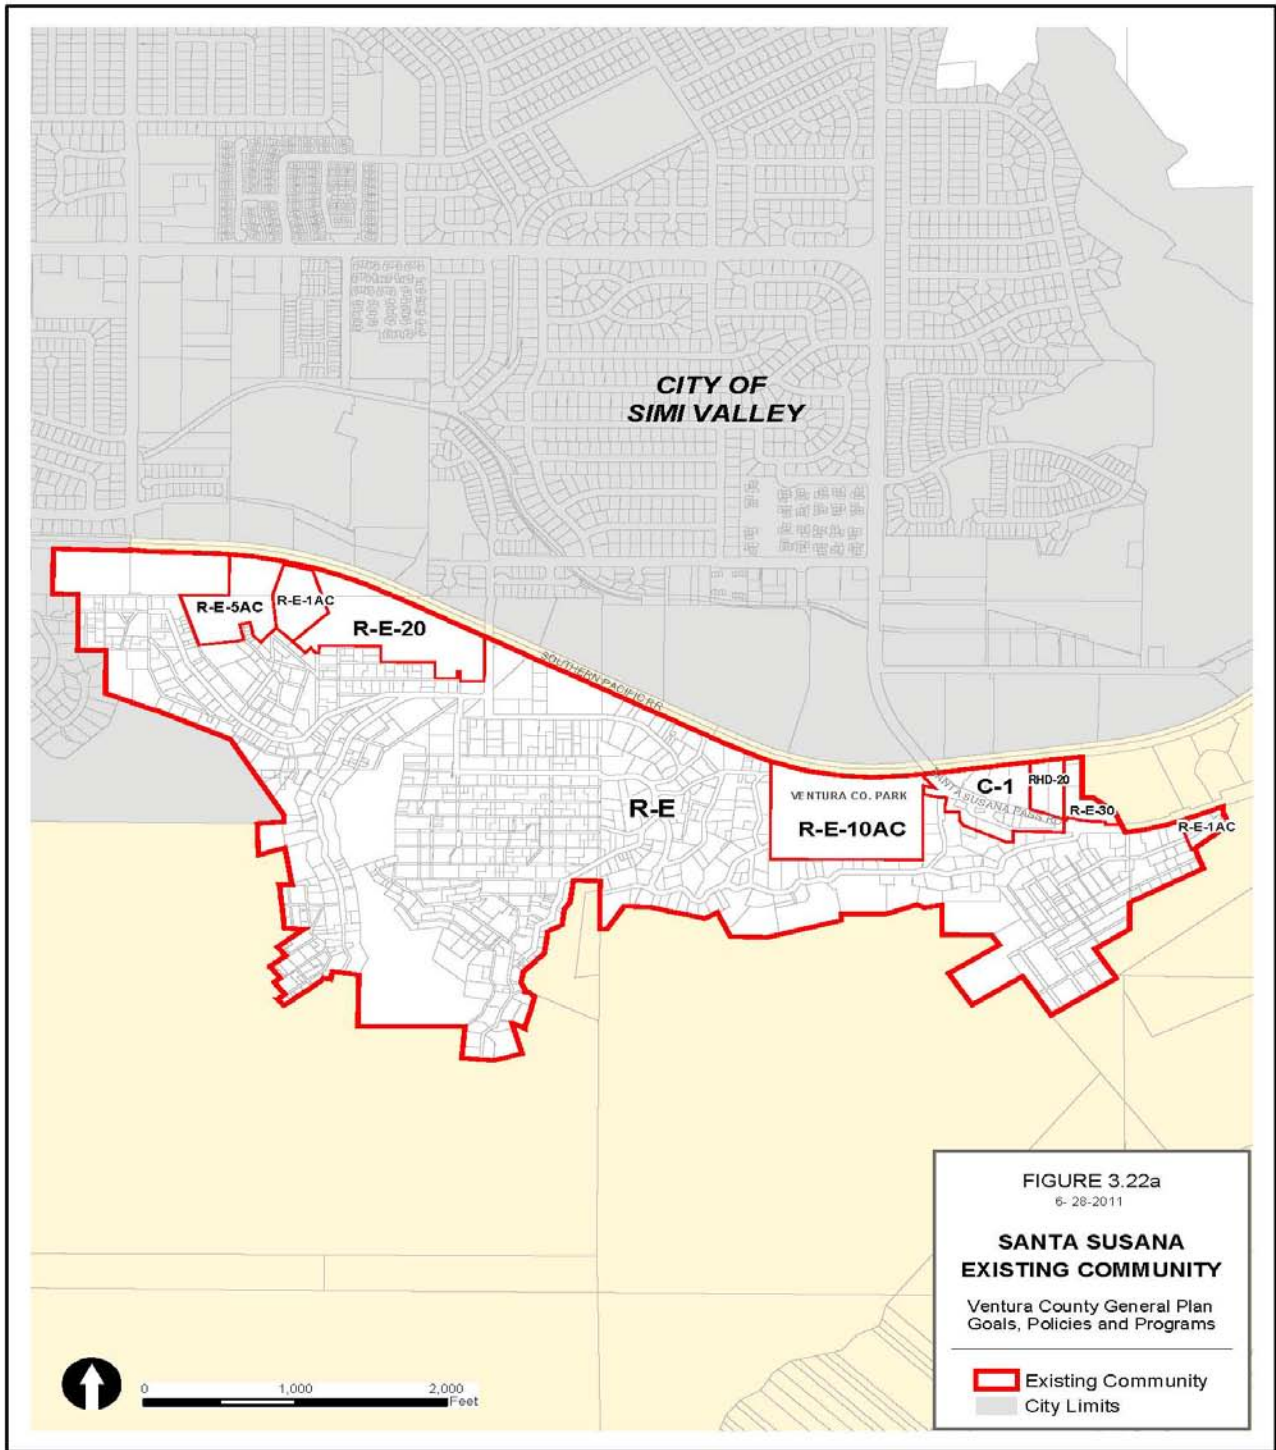 CITY OF
SIMI VALLEY
R-E-5AC
R-E-1AC
R-E-20
SOUTHERN PACIFIC RR
R-E
VENTURA CO. PARK
R-E-10AC
C-1
RHD-20
SANTA SUSANA PASS RD
R-E-30
R-E-1AC
FIGURE 3.22a
6- 28-2011
SANTA SUSANA
EXISTING COMMUNITY
Ventura County General Plan
Goals, Policies and Programs
Existing Community
City Limits
0 1,000 2,000
Feet